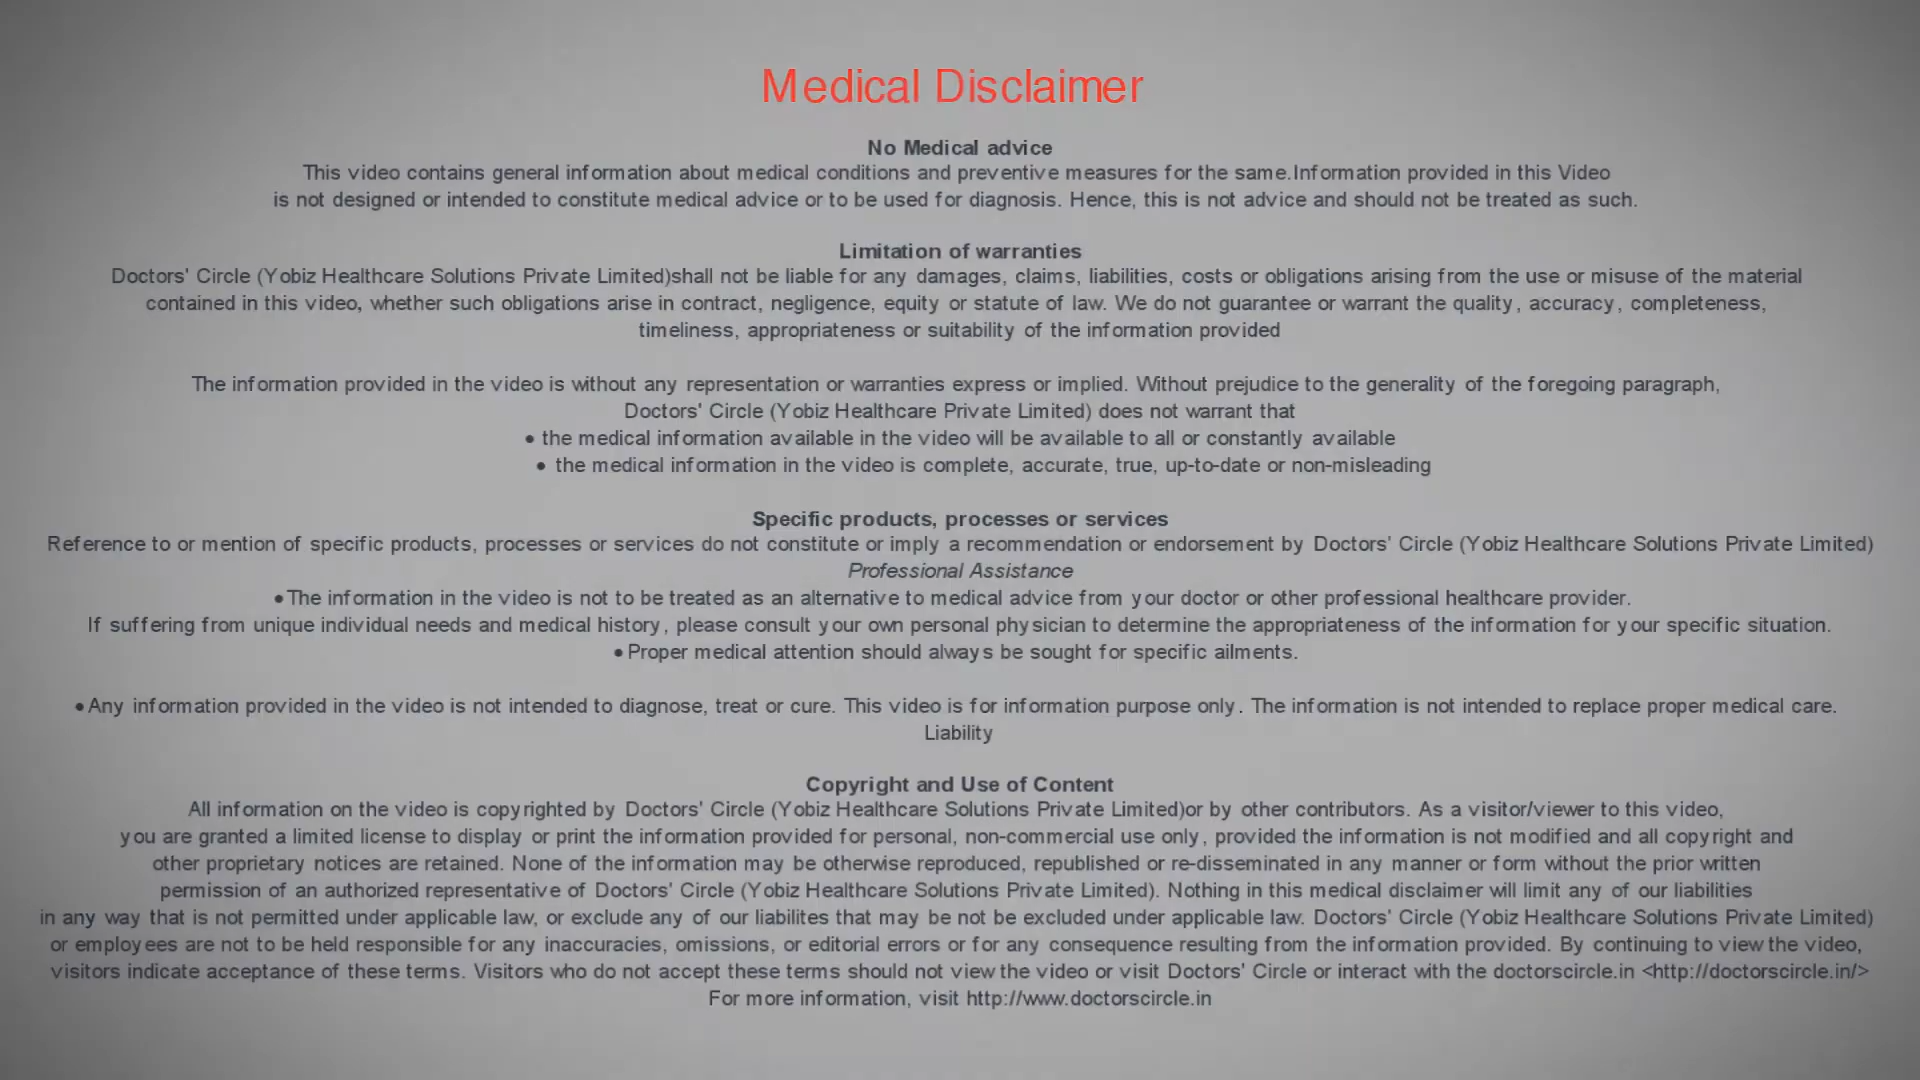 Medical Disclaimer
No Medical advice
This video contains general information about medical conditions and preventive measures for the same.Information provided in this Video
is not designed or intended to constitute medical advice or to be used for diagnosis. Hence, this is not advice and should not be treated as such.
Limitation of warranties
Doctors' Circle (Yobiz Healthcare Solutions Private Limited)shall not be liable for any damages, claims, liabilities, costs or obligations arising from the use or misuse of the material
contained in this video, whether such obligations arise in contract, negligence, equity or statute of law. We do not guarantee or warrant the quality, accuracy, completeness,
timeliness, appropriateness or suitability of the information provided
The information provided in the video is without any representation or warranties express or implied. Without prejudice to the generality of the foregoing paragraph,
Doctors' Circle (Yobiz Healthcare Private Limited) does not warrant that
• the medical information available in the video will be available to all or constantly available
• the medical information in the video is complete, accurate, true, up-to-date or non-misleading
Specific products, processes or services
Reference to or mention of specific products, processes or services do not constitute or imply a recommendation or endorsement by Doctors' Circle (Yobiz Healthcare Solutions Private Limited)
Professional Assistance
•The information in the video is not to be treated as an alternative to medical advice from your doctor or other professional healthcare provider.
If suffering from unique individual needs and medical history, please consult your own personal physician to determine the appropriateness of the information for your specific situation.
•Proper medical attention should always be sought for specific ailments.
•Any information provided in the video is not intended to diagnose, treat or cure. This video is for information purpose only. The information is not intended to replace proper medical care.
Liability
Copyright and Use of Content
All information on the video is copyrighted by Doctors' Circle (Yobiz Healthcare Solutions Private Limited)or by other contributors. As a visitor/viewer to this video,
you are granted a limited license to display or print the information provided for personal, non-commercial use only, provided the information is not modified and all copyright and
other proprietary notices are retained. None of the information may be otherwise reproduced, republished or re-disseminated in any manner or form without the prior written
permission of an authorized representative of Doctors' Circle (Yobiz Healthcare Solutions Private Limited). Nothing in this medical disclaimer will limit any of our liabilities
in any way that is not permitted under applicable law, or exclude any of our liabilites that may be not be excluded under applicable law. Doctors' Circle (Yobiz Healthcare Solutions Private Limited)
or employees are not to be held responsible for any inaccuracies, omissions, or editorial errors or for any consequence resulting from the information provided. By continuing to view the video,
visitors indicate acceptance of these terms. Visitors who do not accept these terms should not view the video or visit Doctors' Circle or interact with the doctorscircle.in <http://doctorscircle.in/>
For more information, visit http://www.doctorscircle.in